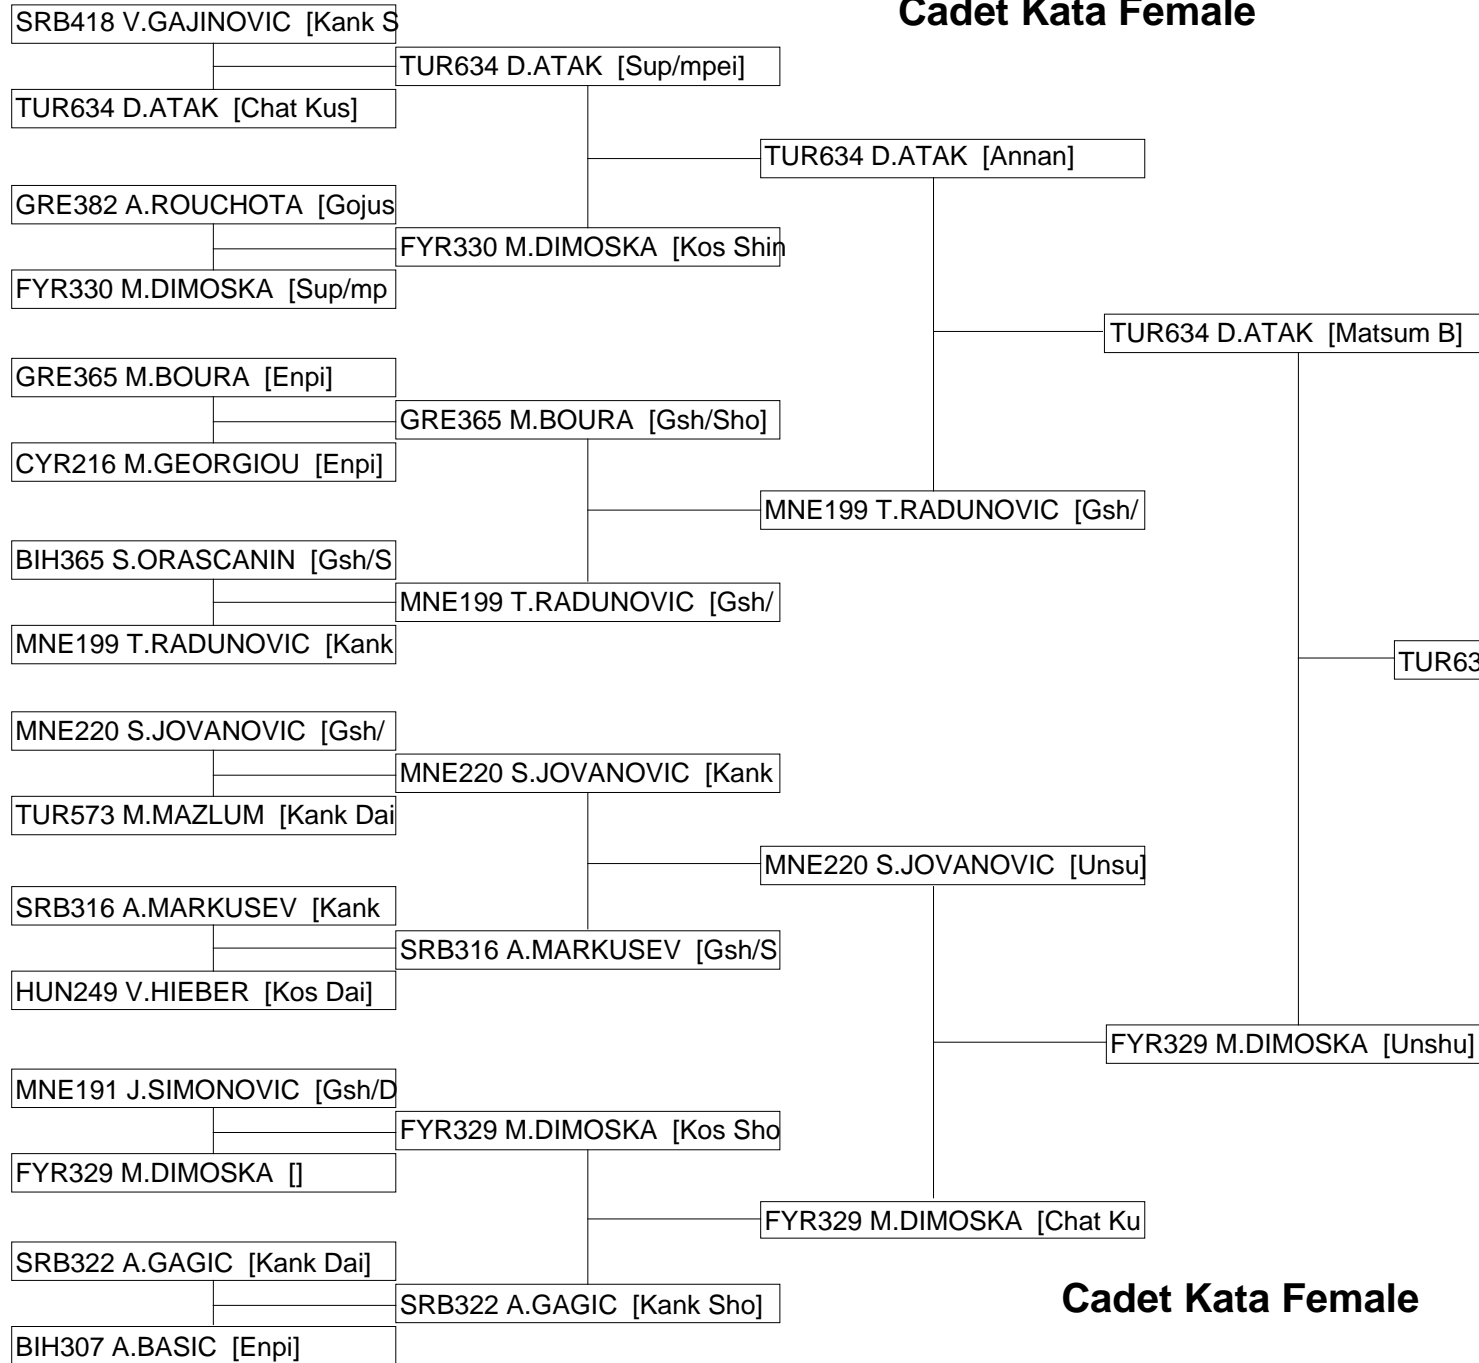 Cadet Kata Female
SRB418 V.GAJINOVIC [Kank S
TUR634 D.ATAK [Sup/mpei]
TUR634 D.ATAK [Chat Kus]
TUR634 D.ATAK [Annan]
GRE382 A.ROUCHOTA [Gojus
FYR330 M.DIMOSKA [Kos Shin
FYR330 M.DIMOSKA [Sup/mp
TUR634 D.ATAK [Matsum B]
GRE365 M.BOURA [Enpi]
GRE365 M.BOURA [Gsh/Sho]
CYR216 M.GEORGIOU [Enpi]
MNE199 T.RADUNOVIC [Gsh/
BIH365 S.ORASCANIN [Gsh/S
MNE199 T.RADUNOVIC [Gsh/
MNE199 T.RADUNOVIC [Kank
TUR63
MNE220 S.JOVANOVIC [Gsh/
MNE220 S.JOVANOVIC [Kank
TUR573 M.MAZLUM [Kank Dai
MNE220 S.JOVANOVIC [Unsu]
SRB316 A.MARKUSEV [Kank
SRB316 A.MARKUSEV [Gsh/S
HUN249 V.HIEBER [Kos Dai]
FYR329 M.DIMOSKA [Unshu]
MNE191 J.SIMONOVIC [Gsh/D
FYR329 M.DIMOSKA [Kos Sho
FYR329 M.DIMOSKA []
FYR329 M.DIMOSKA [Chat Ku
SRB322 A.GAGIC [Kank Dai]
SRB322 A.GAGIC [Kank Sho]
Cadet Kata Female
BIH307 A.BASIC [Enpi]